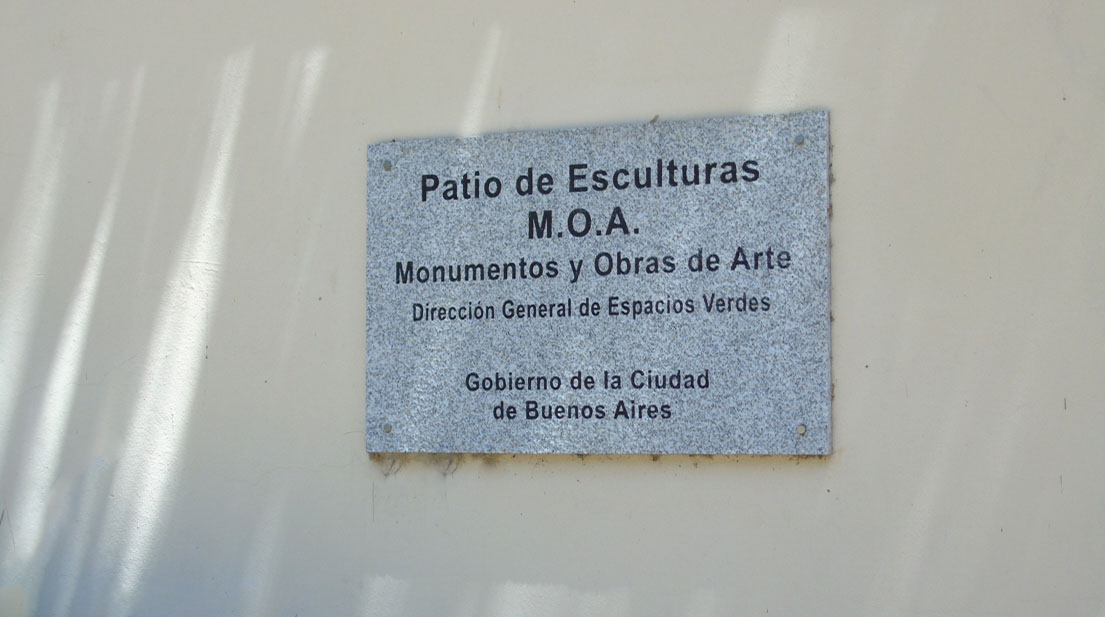 Patio de Esculturas
M.O.A.
Monumentos y Obras de Arte
Dirección General de Espacios Verdes
Gobierno de la Ciudad
de Buenos Aires